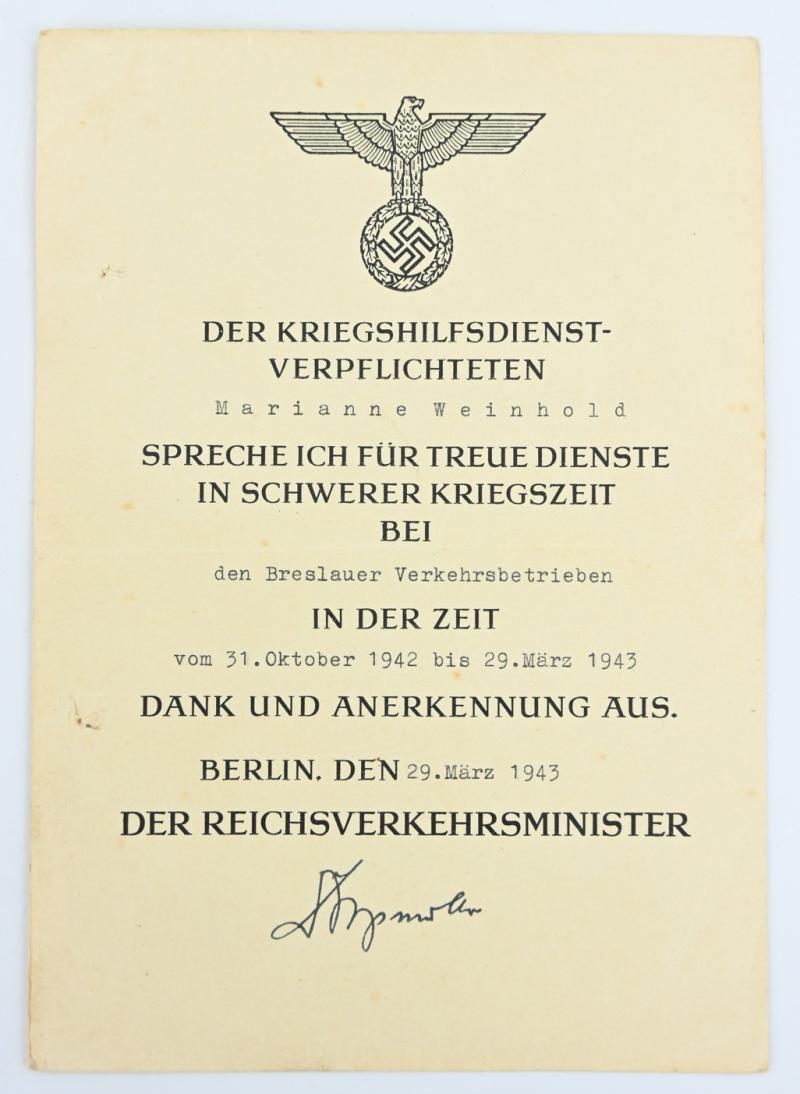 DER KRIEGSHILFSDIENST-
VERPFLICHTETEN
Marianne Weinhold
SPRECHE ICH FÜR TREUE DIENSTE
IN SCHWERER KRIEGSZEIT
BEI
den Breslauer Verkehrsbetrieben
IN DER ZEIT
vom 31.Oktober 1942 bis 29.März 1943
DANK UND ANERKENNUNG AUS.
BERLIN, DEN 29.März 1943
DER REICHSVERKEHRSMINISTER